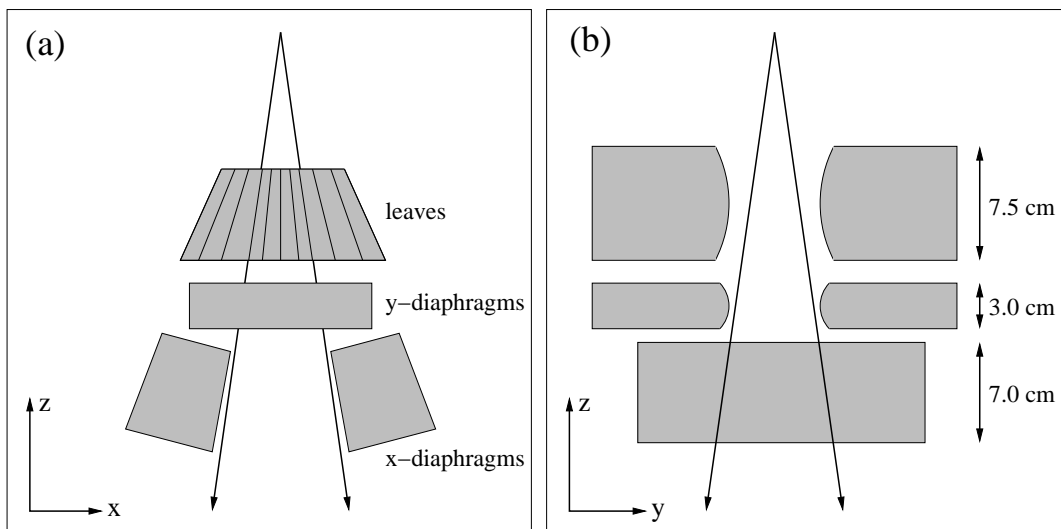 (a)
leaves
y−diaphragms
x−diaphragms
z
x
(b)
7.5 cm
3.0 cm
7.0 cm
z
y